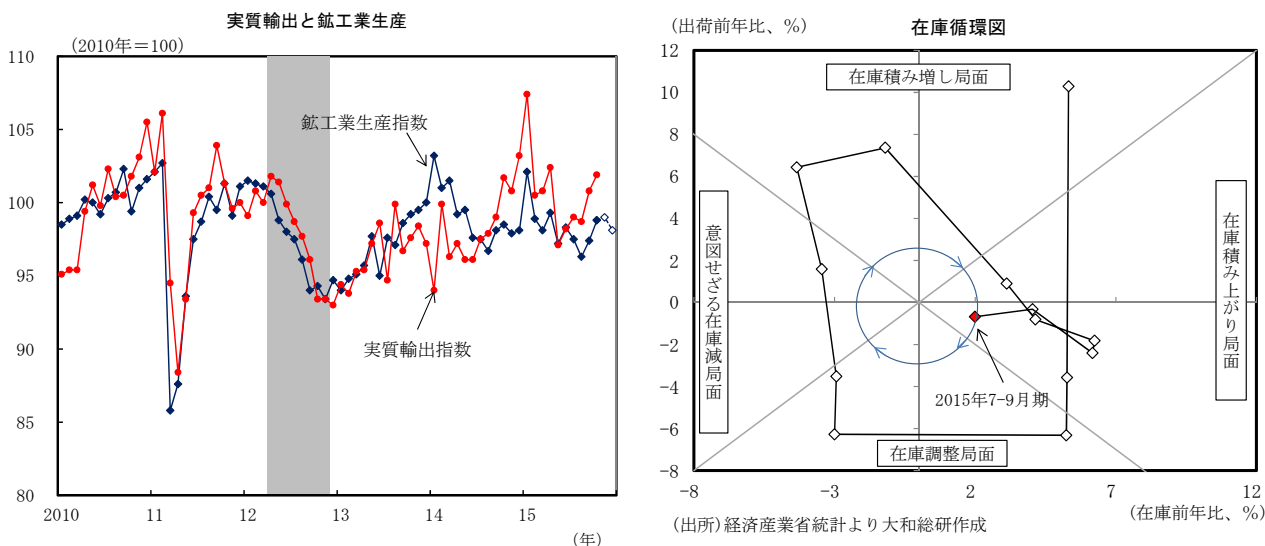 実質輸出と鉱工業生産
(2010年＝100)
110
105
100
95
90
85
80
鉱工業生産指数
実質輸出指数
2010
11
12
13
14
15
(年)
(出荷前年比、%)
在庫循環図
12
10
8
6
4
2
0
−2
−4
−6
−8
在庫積み増し局面
意図せざる在庫減局面
在庫積み上がり局面
2015年7−9月期
在庫調整局面
−8
−3
2
7
12
(在庫前年比、%)
(出所)経済産業省統計より大和総研作成